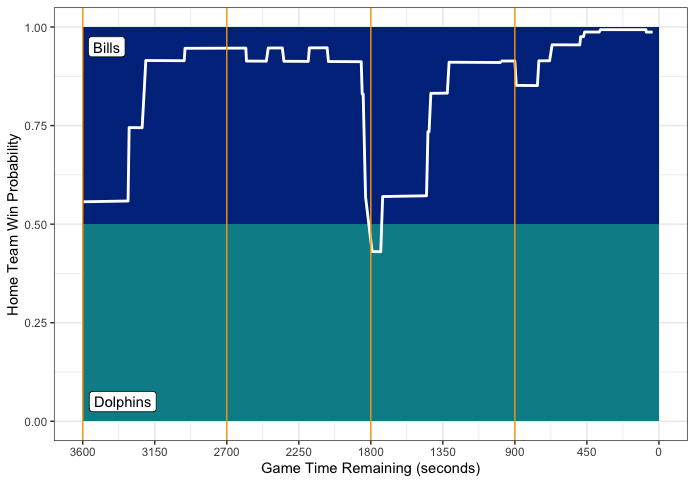 1.00
Bills
0.75
Home Team Win Probability
0.50
0.25
Dolphins
0.00
3600 3150 2700 2250 1800 1350 900 450 0
Game Time Remaining (seconds)